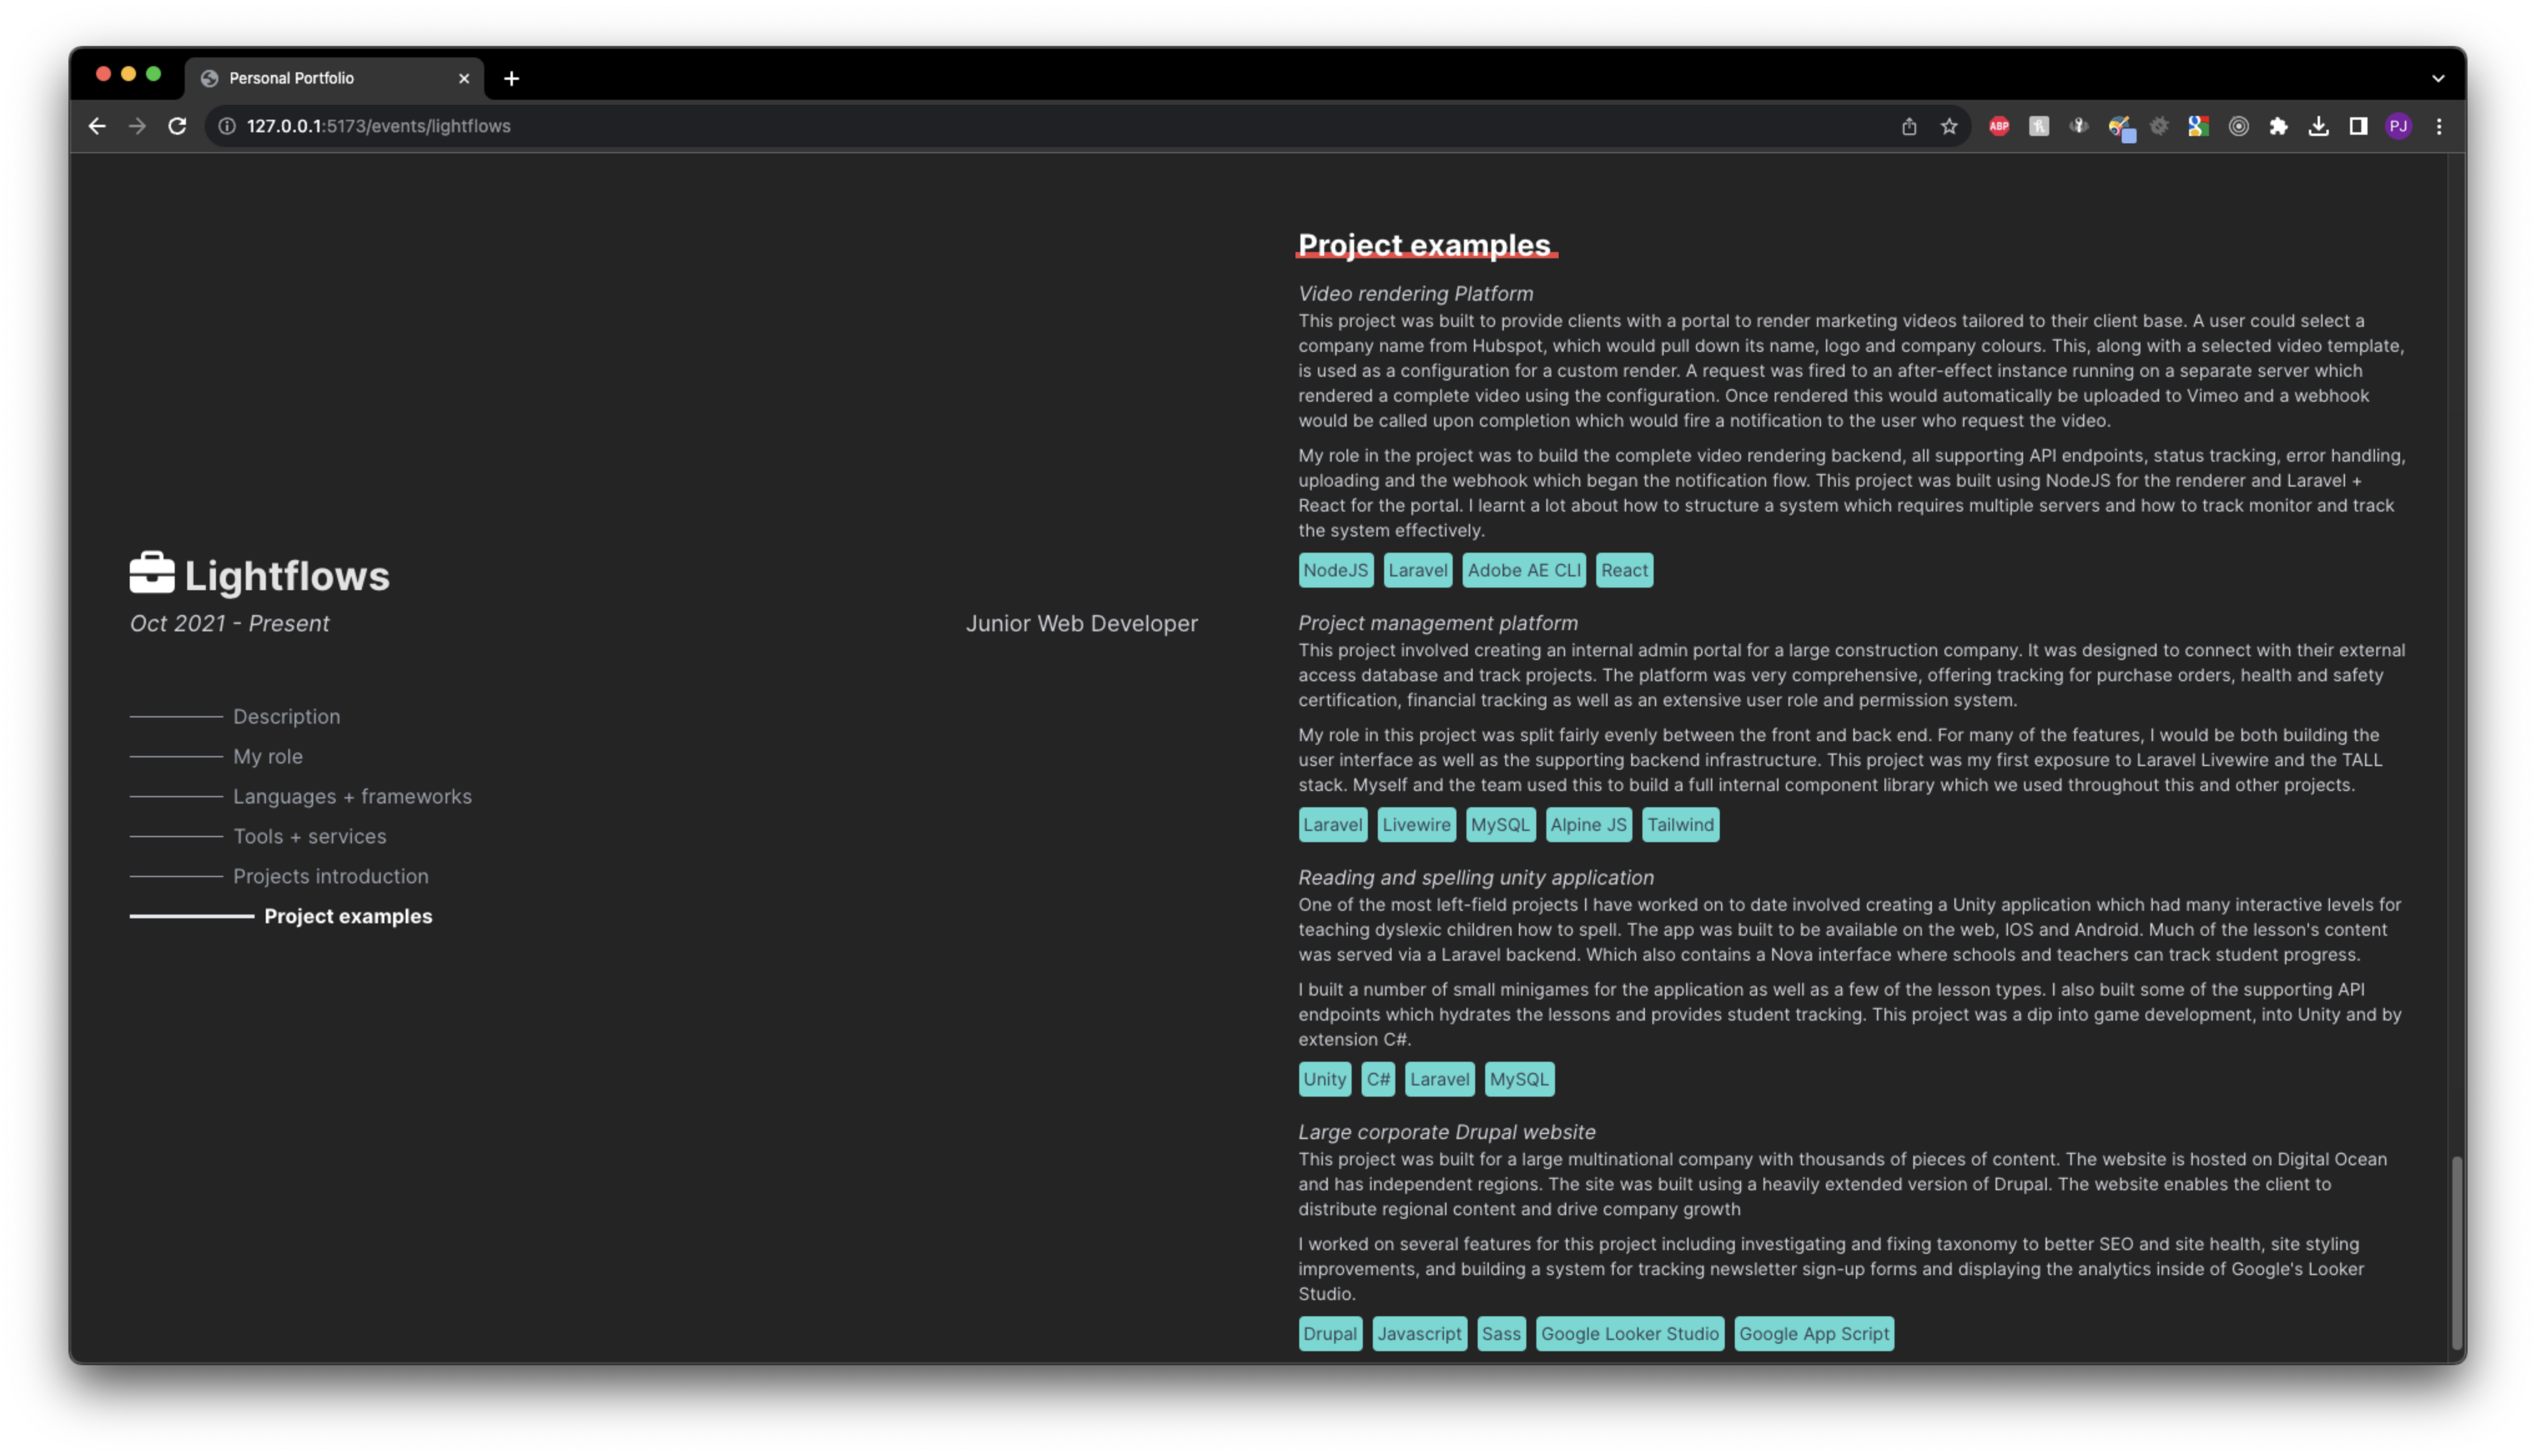 Personal Portfolio
127.0.0.1:5173/events/lightflows
ABP
PJ
Lightflows
Oct 2021 - Present
Junior Web Developer
Description
My role
Languages + frameworks
Tools + services
Projects introduction
Project examples
Project examples
Video rendering Platform
This project was built to provide clients with a portal to render marketing videos tailored to their client base. A user could select a
company name from Hubspot, which would pull down its name, logo and company colours. This, along with a selected video template,
is used as a configuration for a custom render. A request was fired to an after-effect instance running on a separate server which
rendered a complete video using the configuration. Once rendered this would automatically be uploaded to Vimeo and a webhook
would be called upon completion which would fire a notification to the user who request the video.
My role in the project was to build the complete video rendering backend, all supporting API endpoints, status tracking, error handling,
uploading and the webhook which began the notification flow. This project was built using NodeJS for the renderer and Laravel +
React for the portal. I learnt a lot about how to structure a system which requires multiple servers and how to track monitor and track
the system effectively.
NodeJS Laravel Adobe AE CLI React
Project management platform
This project involved creating an internal admin portal for a large construction company. It was designed to connect with their external
access database and track projects. The platform was very comprehensive, offering tracking for purchase orders, health and safety
certification, financial tracking as well as an extensive user role and permission system.
My role in this project was split fairly evenly between the front and back end. For many of the features, I would be both building the
user interface as well as the supporting backend infrastructure. This project was my first exposure to Laravel Livewire and the TALL
stack. Myself and the team used this to build a full internal component library which we used throughout this and other projects.
Laravel Livewire MySQL Alpine JS Tailwind
Reading and spelling unity application
One of the most left-field projects I have worked on to date involved creating a Unity application which had many interactive levels for
teaching dyslexic children how to spell. The app was built to be available on the web, IOS and Android. Much of the lesson's content
was served via a Laravel backend. Which also contains a Nova interface where schools and teachers can track student progress.
I built a number of small minigames for the application as well as a few of the lesson types. I also built some of the supporting API
endpoints which hydrates the lessons and provides student tracking. This project was a dip into game development, into Unity and by
extension C#.
Unity C# Laravel MySQL
Large corporate Drupal website
This project was built for a large multinational company with thousands of pieces of content. The website is hosted on Digital Ocean
and has independent regions. The site was built using a heavily extended version of Drupal. The website enables the client to
distribute regional content and drive company growth
I worked on several features for this project including investigating and fixing taxonomy to better SEO and site health, site styling
improvements, and building a system for tracking newsletter sign-up forms and displaying the analytics inside of Google's Looker
Studio.
Drupal Javascript Sass Google Looker Studio Google App Script